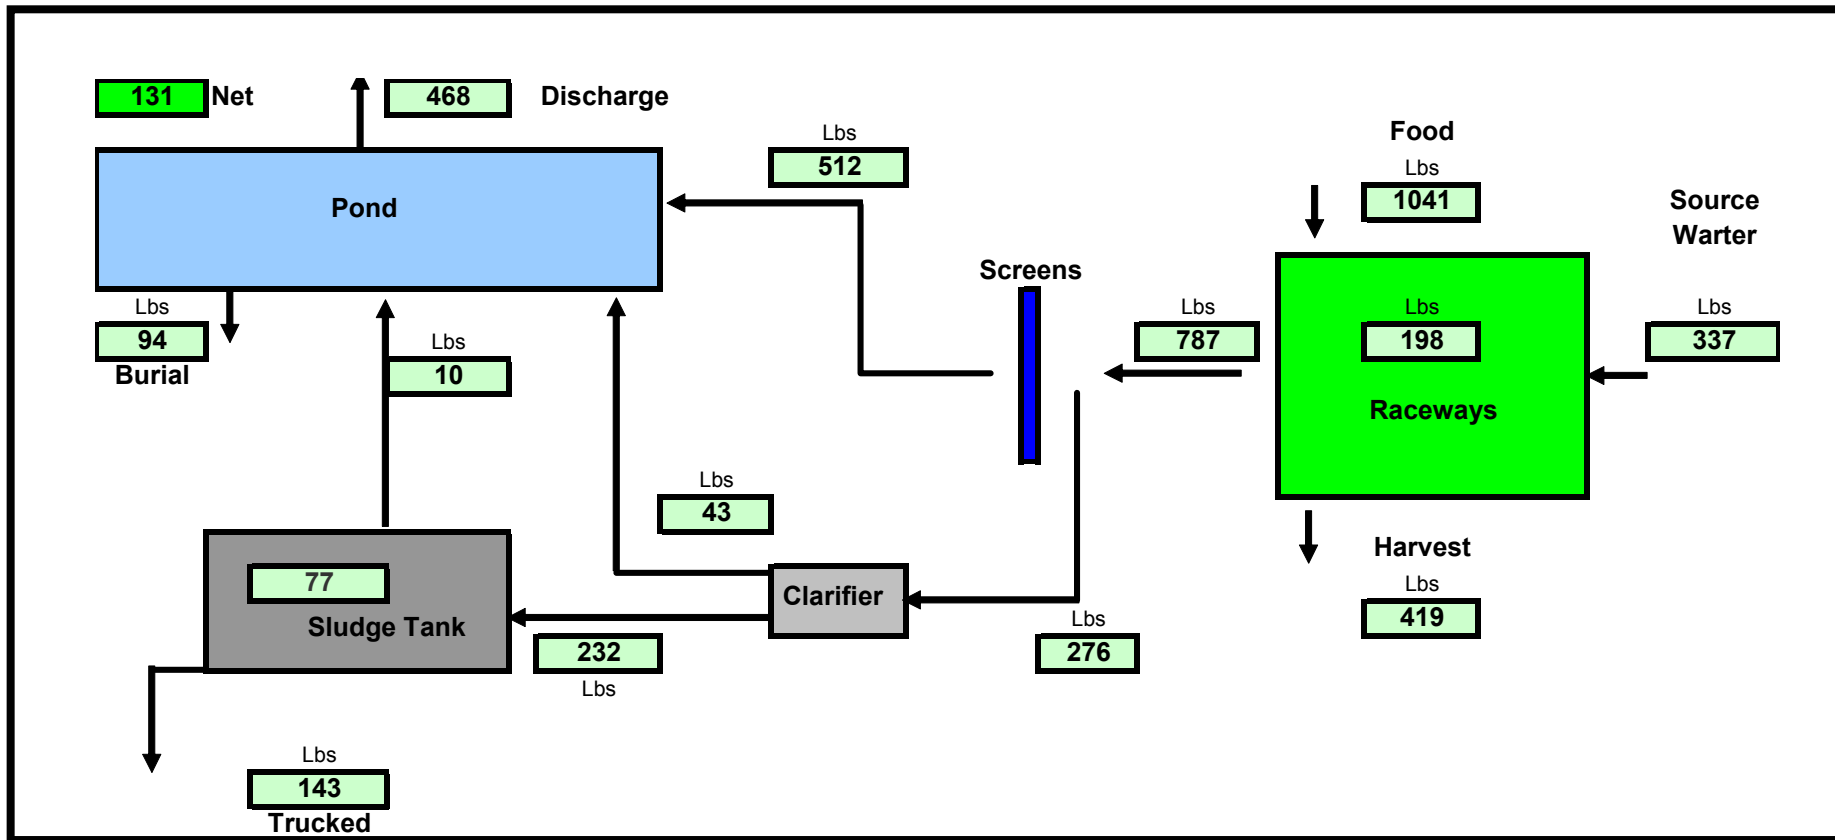 131 Net
468 Discharge
Lbs
512
Food
Lbs
1041
Source
Warter
Pond
Screens
Lbs
787
Lbs
198
Raceways
Lbs
337
Lbs
94
Burial
Lbs
10
Lbs
43
77
Sludge Tank
Clarifier
232
Lbs
Lbs
276
Harvest
Lbs
419
Lbs
143
Trucked